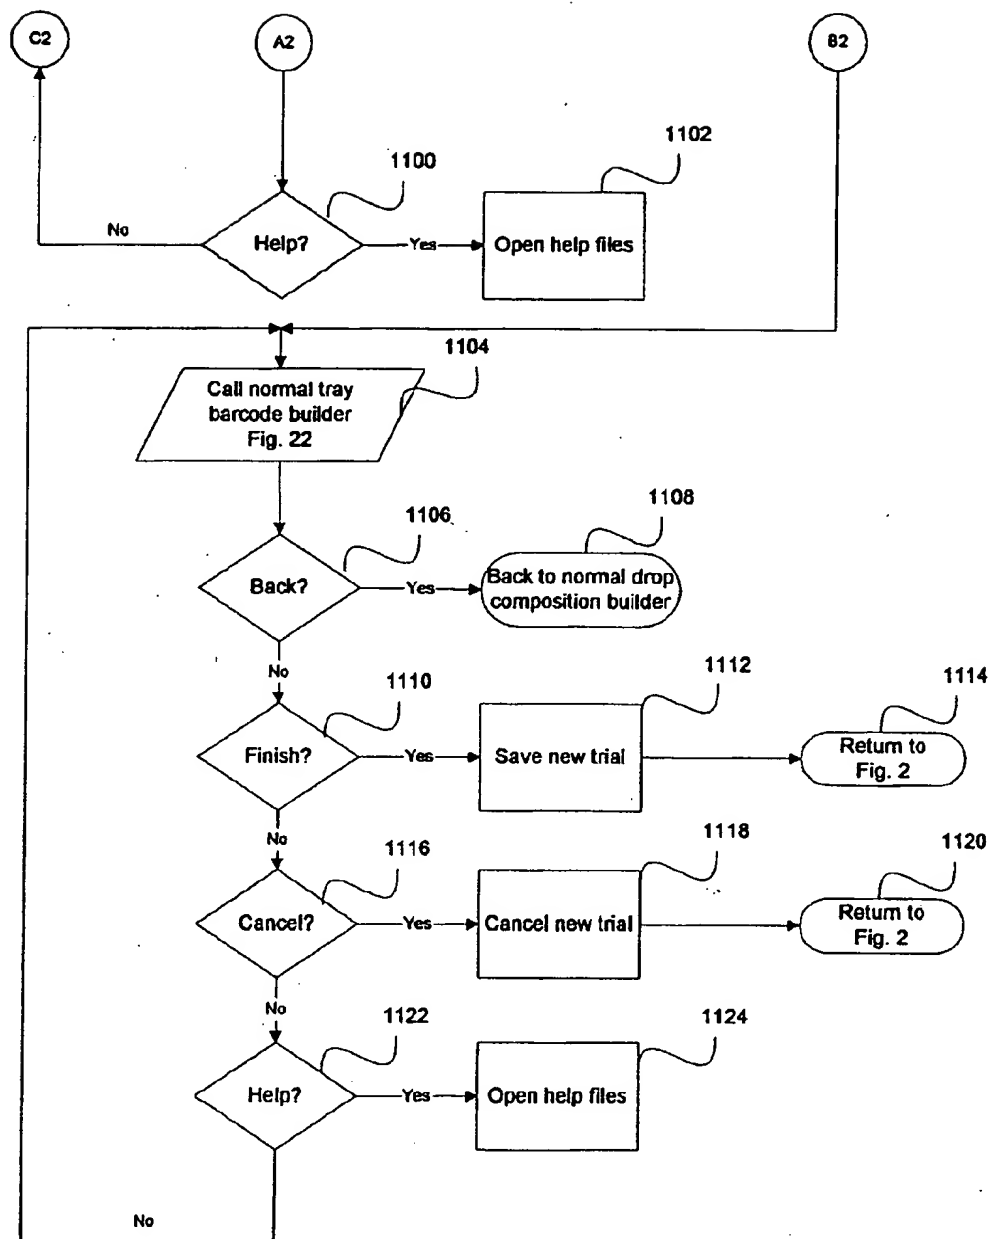 C2
A2
B2
1102
1100
No
Help?
Yes
Open help files
1104
Call normal tray
barcode builder
Fig. 22
1108
1106
Back?
Yes
Back to normal drop
composition builder
No
1110
1112
1114
Finish?
Yes
Save new trial
Return to
Fig. 2
No
1116
1118
1120
Cancel?
Yes
Cancel new trial
Return to
Fig. 2
No
1122
1124
Help?
Yes
Open help files
No